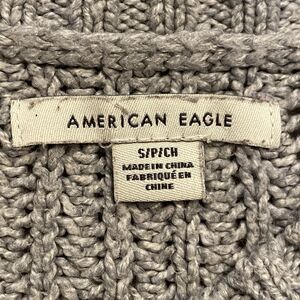 AMERICAN EAGLE
S/P/CH
MADE IN CHINA
FABRIQUÉ EN
CHINE